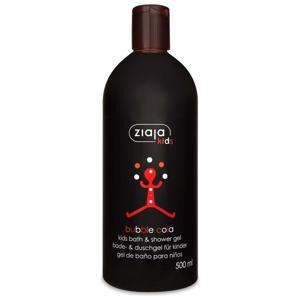 ziaja
kids
bubble cola
kids bath & shower gel
bade- & duschgel für kinder
gel de baño para niños
500 ml